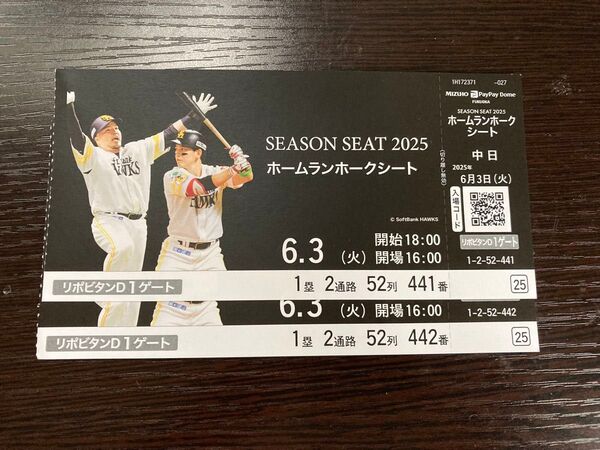 SEASON SEAT 2025
ホームランホークシート
© SoftBank HAWKS
6.3 (火) 開始18:00
開場16:00
リポビタンD 1ゲート
1塁 2通路 52列 441番
25
1H172371 -027
MIZUHO PayPay Dome
FUKUOKA
SEASON SEAT 2025
ホームランホーク
シート
中日
2025年
6月3日(火)
入場コード
リポビタンD1ゲート
1-2-52-441
6.3 (火) 開場16:00
リポビタンD 1ゲート
1塁 2通路 52列 442番
1-2-52-442
25